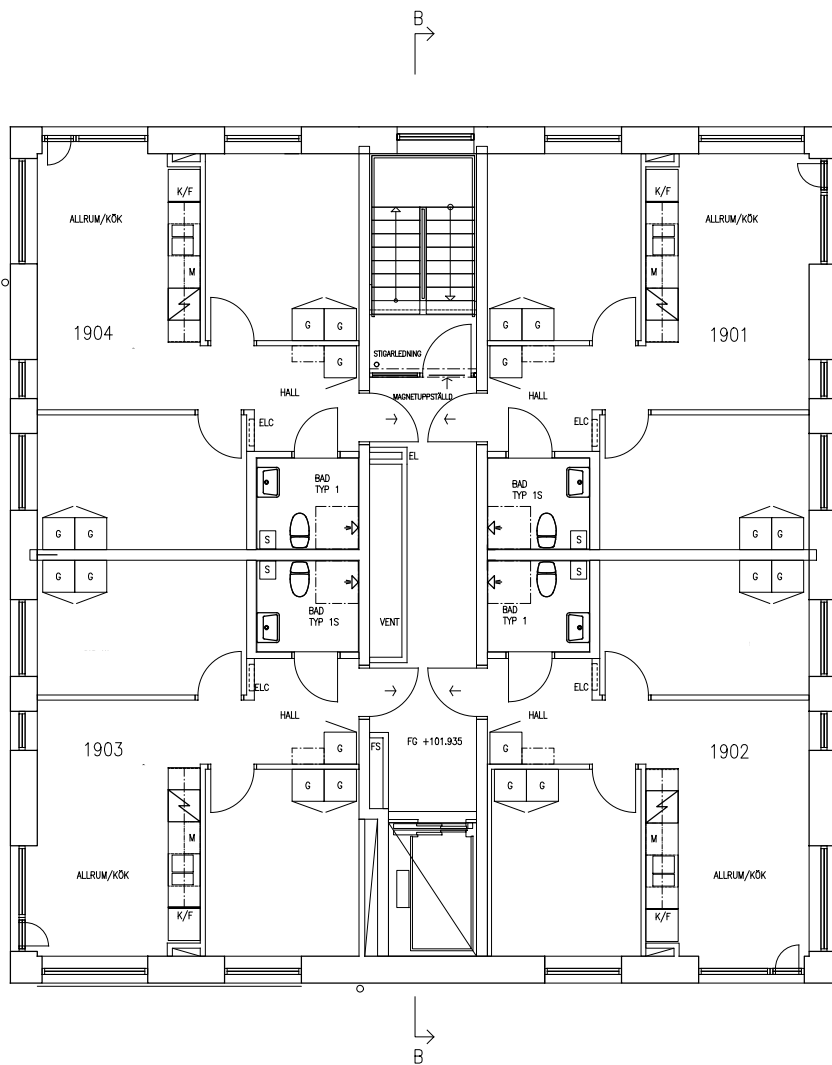 B
K/F
K/F
ALLRUM/KÖK
ALLRUM/KÖK
M
M
1904
G G
G G
1901
STIGARLEDNING
G
G
HALL
MAGNETUPPSTÄLLD
HALL
ELC
ELC
EL
BAD
TYP 1
BAD
TYP 1S
G G
S
S
G G
G G
S
S
G G
BAD
TYP 1S
VENT
BAD
TYP 1
ELC
ELC
HALL
HALL
1903
G
FS
FG +101.935
G
1902
G G
G G
M
M
ALLRUM/KÖK
ALLRUM/KÖK
K/F
K/F
B